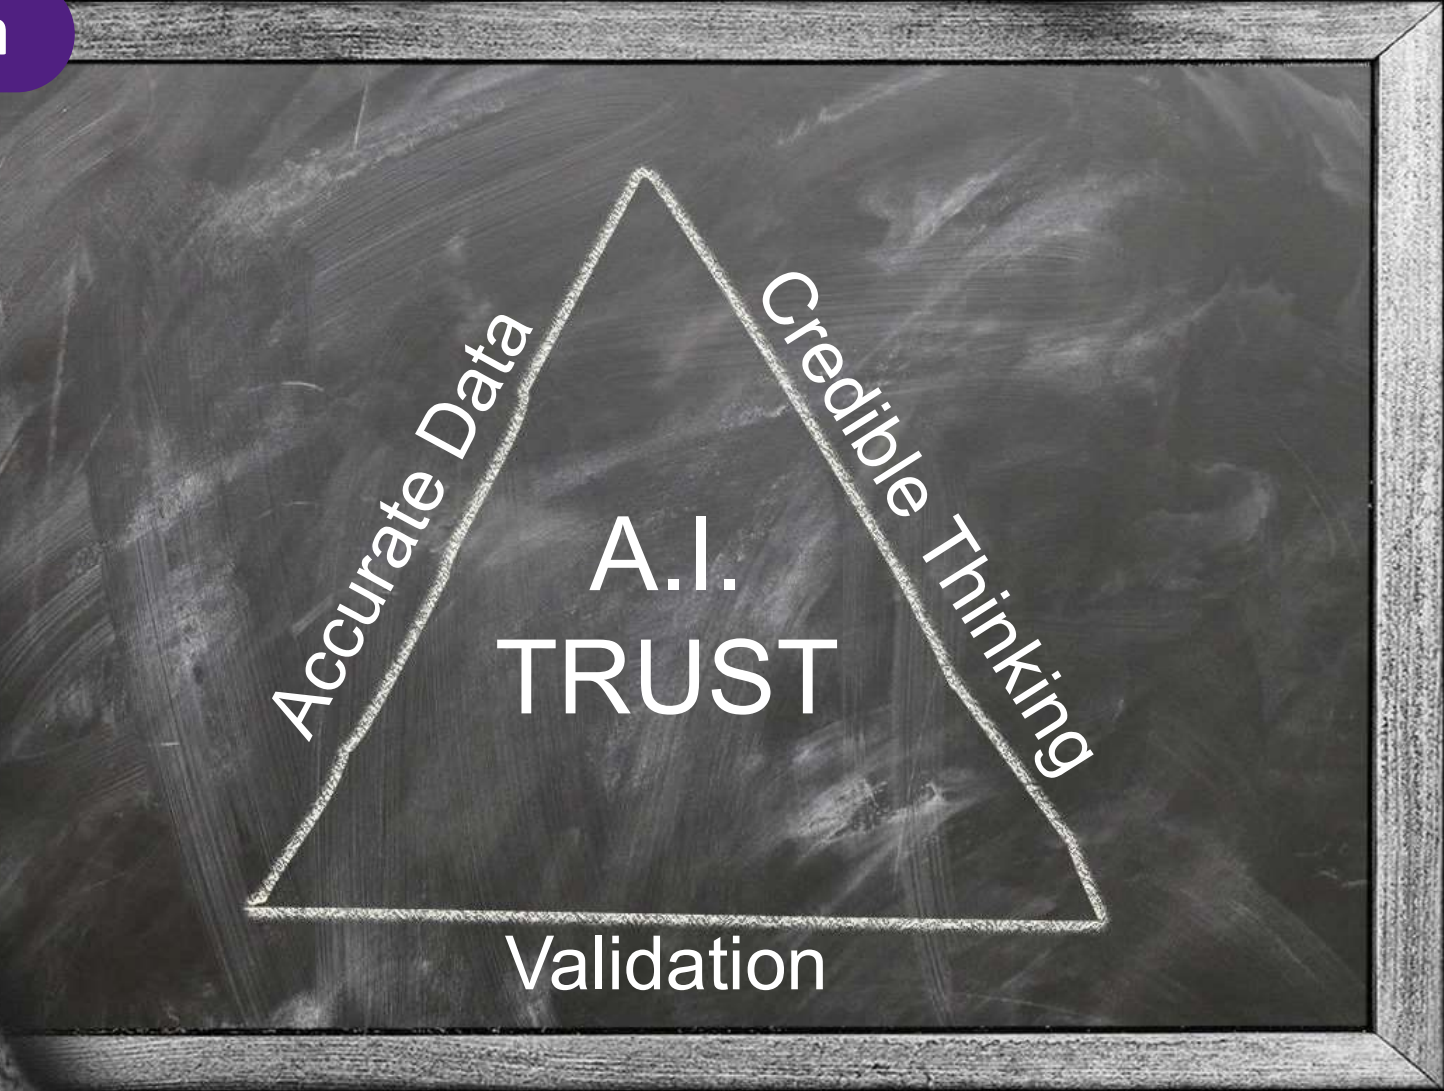 Accurate Data
Credible Thinking
A.I.
TRUST
Validation